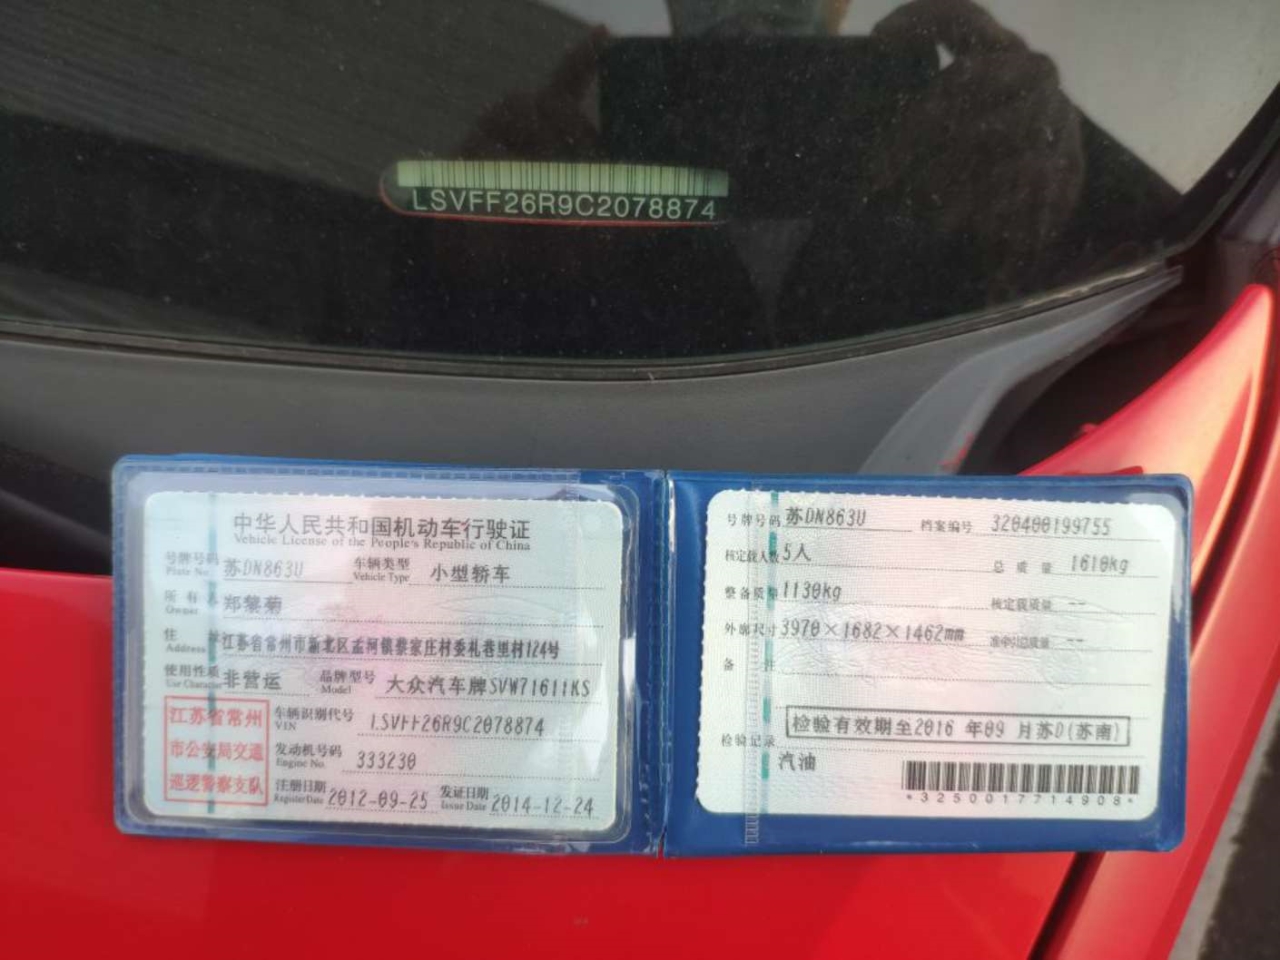 LSVFF26R9C2078874
中华人民共和国机动车行驶证
Vehicle License of the People's Republic of China
号牌号码 苏DN863U 车辆类型 小型轿车
Plate No. Vehicle Type
所有人 郑黎菊
Owner
住址 江苏省常州市新北区孟河镇蔡家庄村委札巷里村124号
Address
使用性质 非营运 品牌型号 大众汽车牌SVW71611KS
Use Character Model
江苏省常州
市公安局交通
巡逻警察支队
车辆识别代号 LSVFF26R9C2078874
VIN
发动机号码 333230
Engine No.
注册日期 2012-09-25 发证日期 2014-12-24
Register Date Issue Date
号牌号码 苏DN863U 档案编号 320400199755
核定载人数 5人 总质量 1610kg
整备质量 1130kg 核定载质量 --
外廓尺寸 3970×1682×1462mm 准牵引总质量 --
备注
检验有效期至2016年09月苏D(苏南)
检验记录
汽油
*3250017714908*